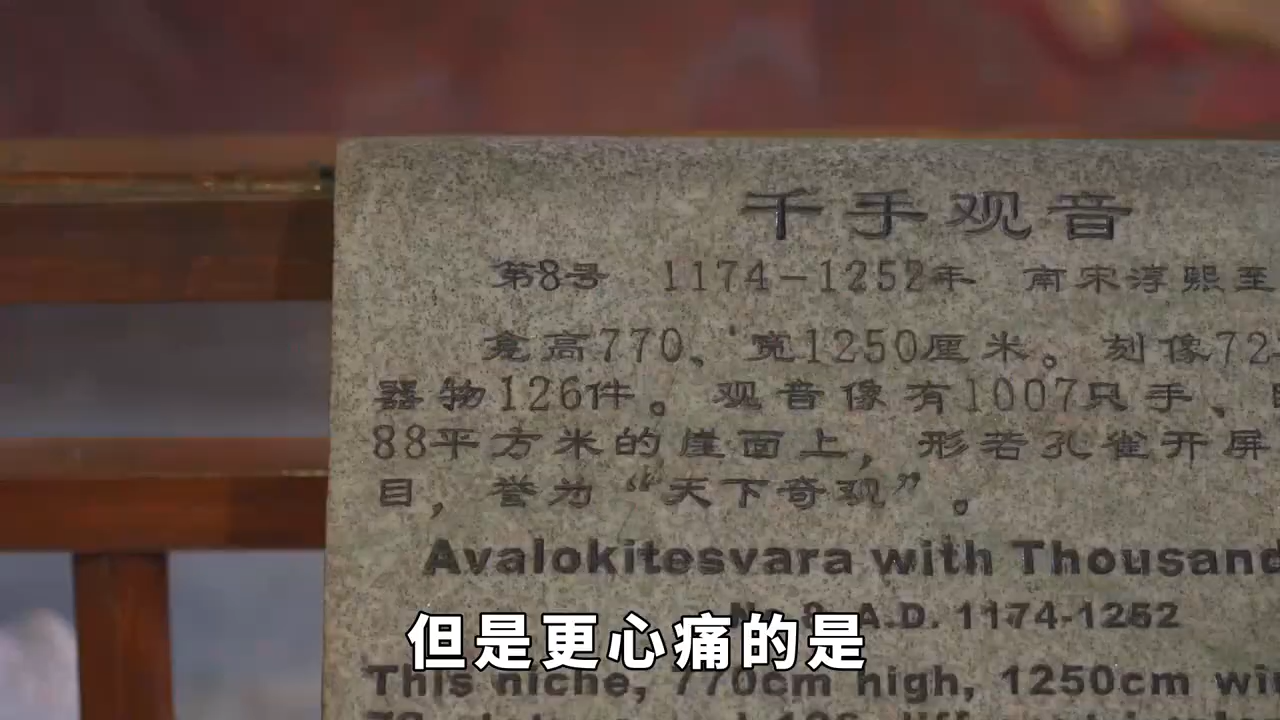 千手观音
第8号 1174-1252年 南宋淳熙至
龛高770、宽1250厘米。刻像72
器物126件。观音像有1007只手、
88平方米的崖面上，形若孔雀开屏
目，誉为“天下奇观”。
Avalokitesvara with Thousand
No.8 A.D. 1174-1252
但是更心痛的是
This niche, 770cm high, 1250cm